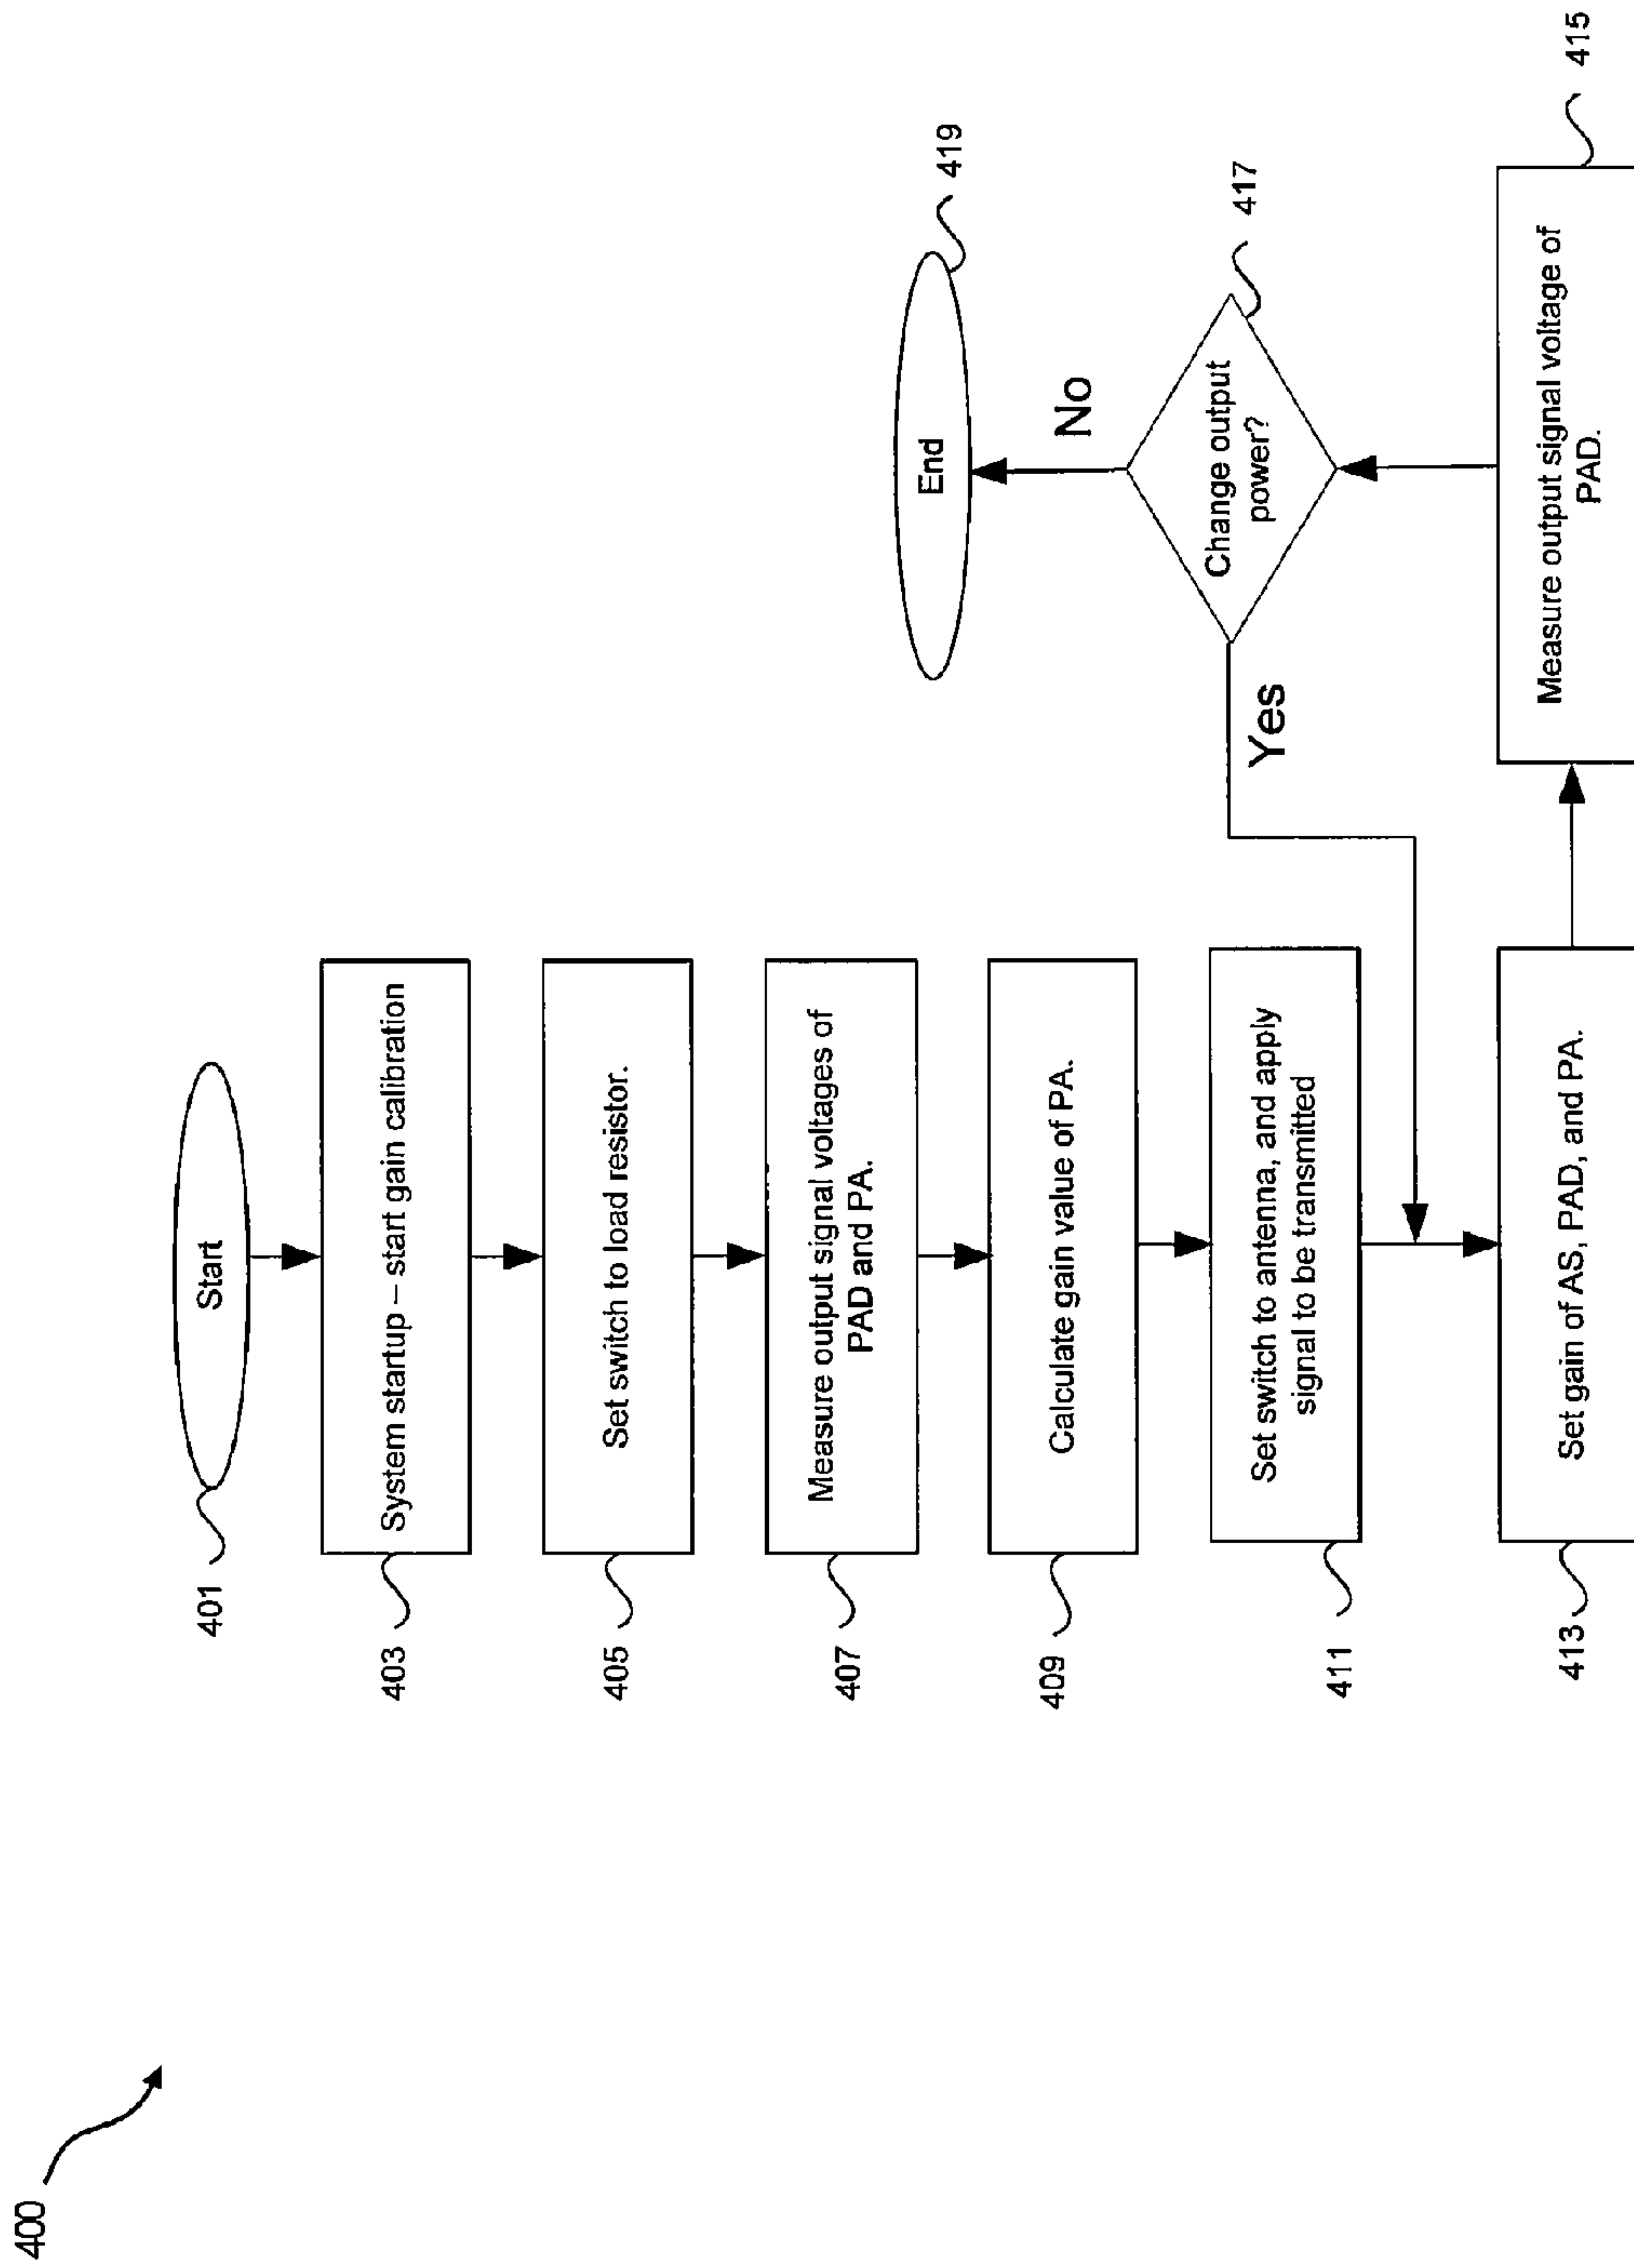 400
401
Start
403
System startup – start gain calibration
405
Set switch to load resistor.
407
Measure output signal voltages of
PAD and PA.
409
Calculate gain value of PA.
411
Set switch to antenna, and apply
signal to be transmitted
413
Set gain of AS, PAD, and PA.
415
Measure output signal voltage of
PAD.
417
Change output
power?
Yes
No
419
End